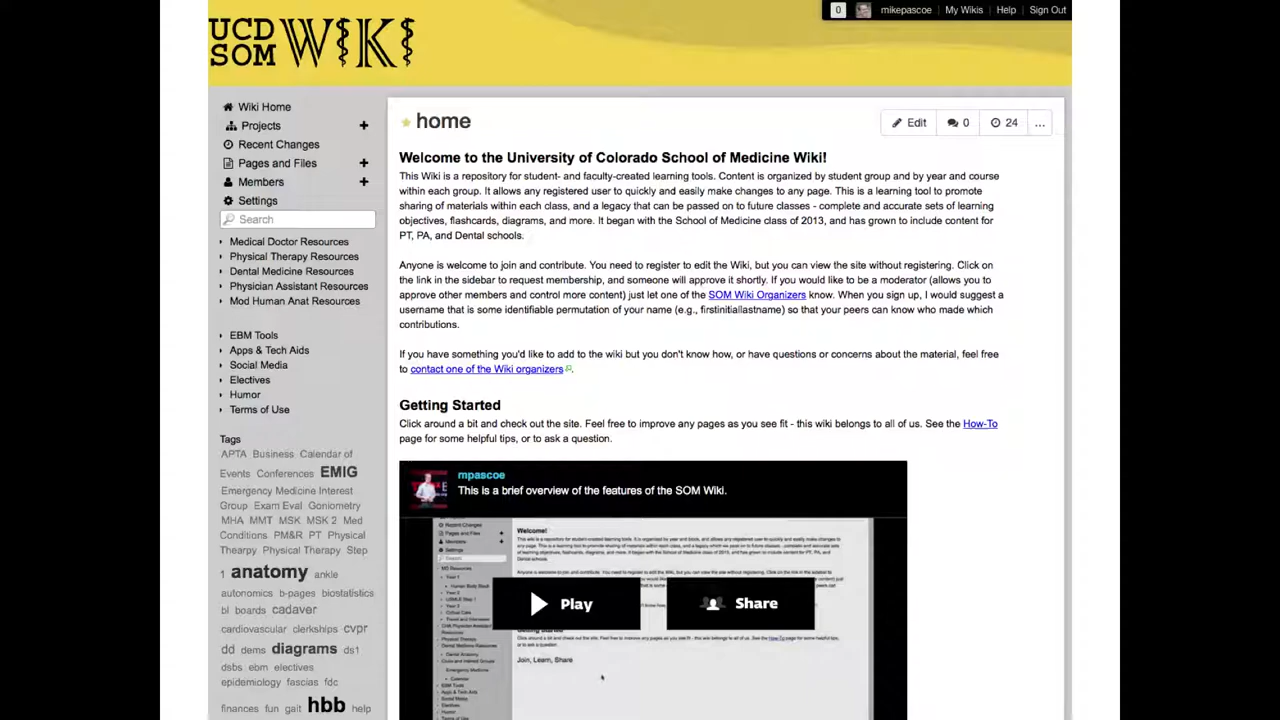 UCD
SOM WIKI
0 mikepascoe My Wikis Help Sign Out
Wiki Home
Projects +
Recent Changes
Pages and Files +
Members +
Settings
Search
Medical Doctor Resources
Physical Therapy Resources
Dental Medicine Resources
Physician Assistant Resources
Mod Human Anat Resources
EBM Tools
Apps & Tech Aids
Social Media
Electives
Humor
Terms of Use
Tags
APTA Business Calendar of
Events Conferences EMIG
Emergency Medicine Interest
Group Exam Eval Goniometry
MHA MMT MSK MSK 2 Med
Conditions PM&R PT Physical
Thearpy Physical Therapy Step
1 anatomy ankle
autonomics b-pages biostatistics
bl boards cadaver
cardiovascular clerkships cvpr
dd dems diagrams ds1
dsbs ebm electives
epidemiology fascias fdc
finances fun gait hbb help
home
Edit 0 24 ...
Welcome to the University of Colorado School of Medicine Wiki!
This Wiki is a repository for student- and faculty-created learning tools. Content is organized by student group and by year and course
within each group. It allows any registered user to quickly and easily make changes to any page. This is a learning tool to promote
sharing of materials within each class, and a legacy that can be passed on to future classes - complete and accurate sets of learning
objectives, flashcards, diagrams, and more. It began with the School of Medicine class of 2013, and has grown to include content for
PT, PA, and Dental schools.
Anyone is welcome to join and contribute. You need to register to edit the Wiki, but you can view the site without registering. Click on
the link in the sidebar to request membership, and someone will approve it shortly. If you would like to be a moderator (allows you to
approve other members and control more content) just let one of the SOM Wiki Organizers know. When you sign up, I would suggest a
username that is some identifiable permutation of your name (e.g., firstinitiallastname) so that your peers can know who made which
contributions.
If you have something you'd like to add to the wiki but you don't know how, or have questions or concerns about the material, feel free
to contact one of the Wiki organizers.
Getting Started
Click around a bit and check out the site. Feel free to improve any pages as you see fit - this wiki belongs to all of us. See the How-To
page for some helpful tips, or to ask a question.
mpascoe
This is a brief overview of the features of the SOM Wiki.
Recent Changes
Pages and Files
Members
Settings
Welcome!
Play
Share
Join, Learn, Share